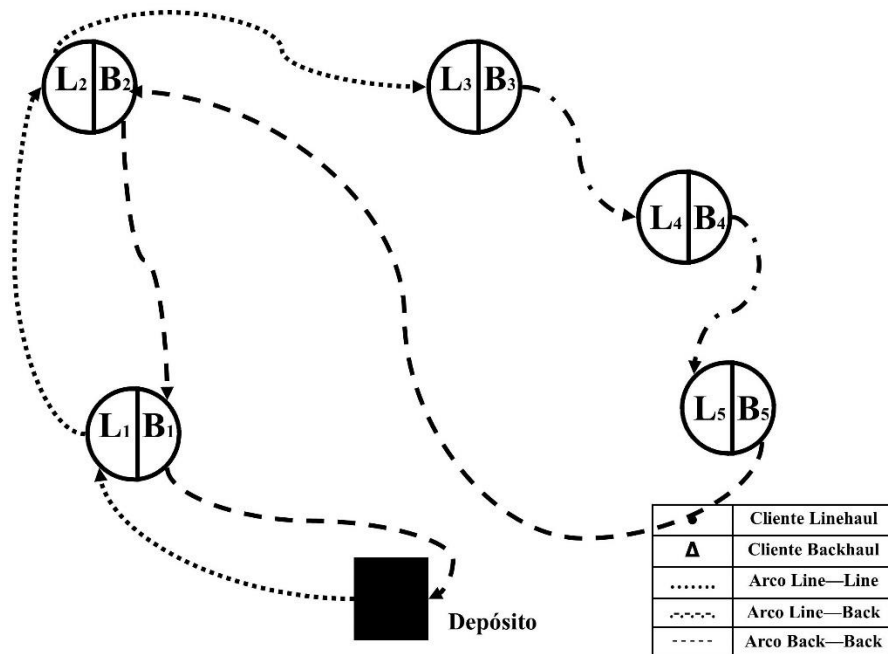 L2 B2
L3 B3
L4 B4
L5 B5
L1 B1
Depósito
• Cliente Linehaul
Δ Cliente Backhaul
Arco Line—Line
Arco Line—Back
Arco Back—Back